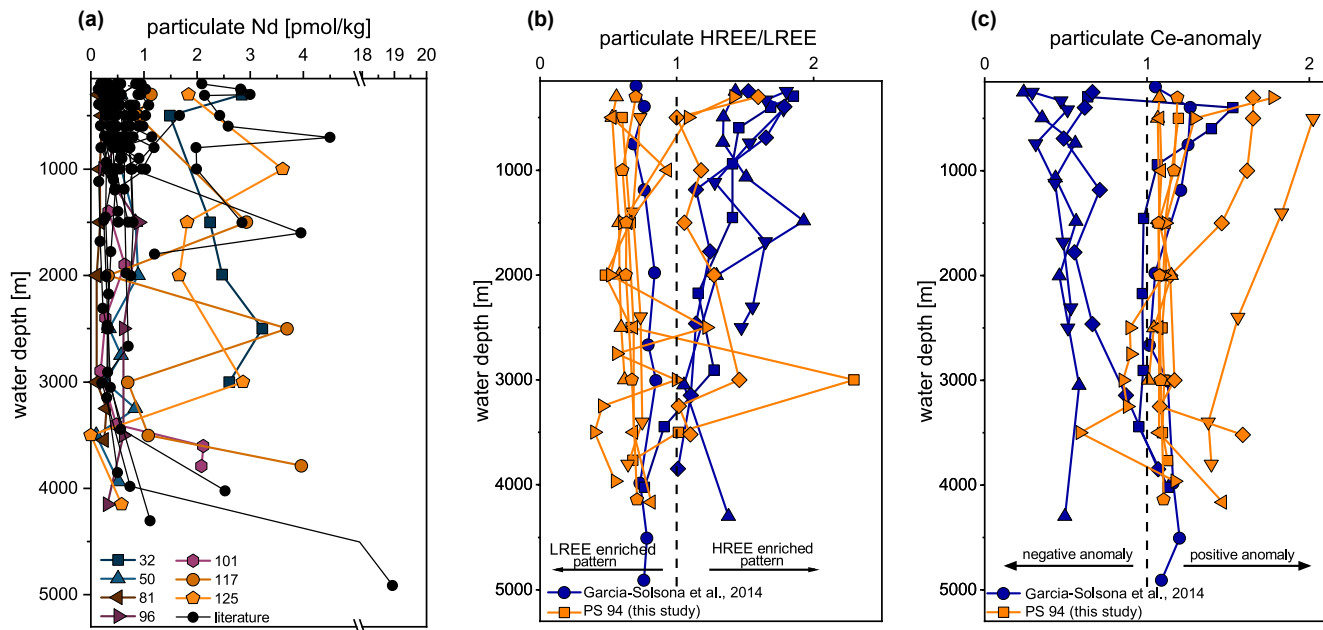 (a)
particulate Nd [pmol/kg]
0 1 2 3 4 5 18 19 20
water depth [m]
1000
2000
3000
4000
5000
32
50
81
96
101
117
125
literature
(b)
particulate HREE/LREE
0 1 2
water depth [m]
1000
2000
3000
4000
5000
LREE enriched
pattern
HREE enriched
pattern
Garcia-Solsona et al., 2014
PS 94 (this study)
(c)
particulate Ce-anomaly
0 1 2
water depth [m]
1000
2000
3000
4000
5000
negative anomaly
positive anomaly
Garcia-Solsona et al., 2014
PS 94 (this study)